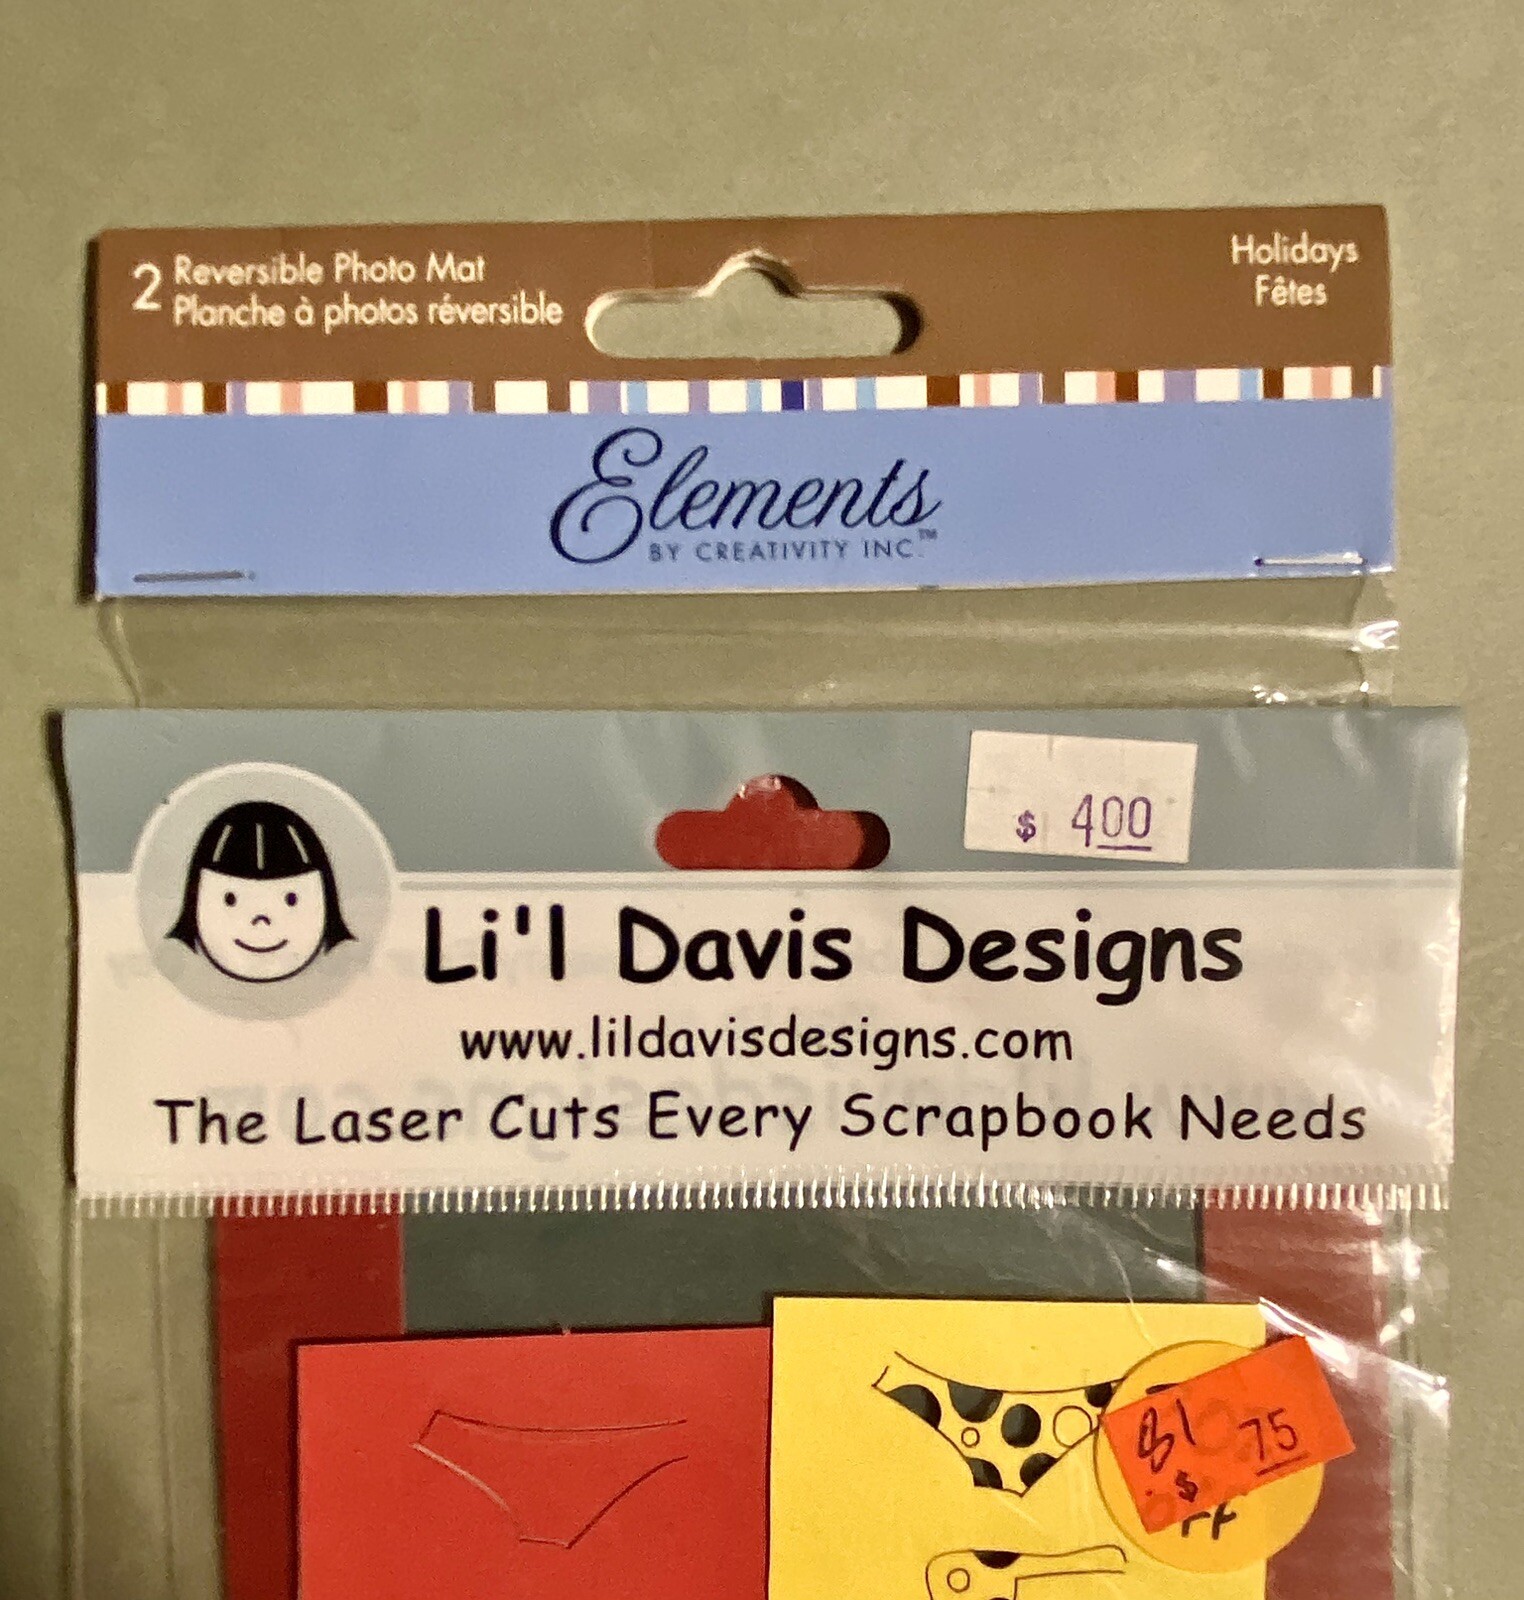 2 Reversible Photo Mat
Planche à photos réversible
Holidays
Fêtes
Elements
BY CREATIVITY INC.™
$ 400
Li'l Davis Designs
www.lildavisdesigns.com
The Laser Cuts Every Scrapbook Needs
75
$